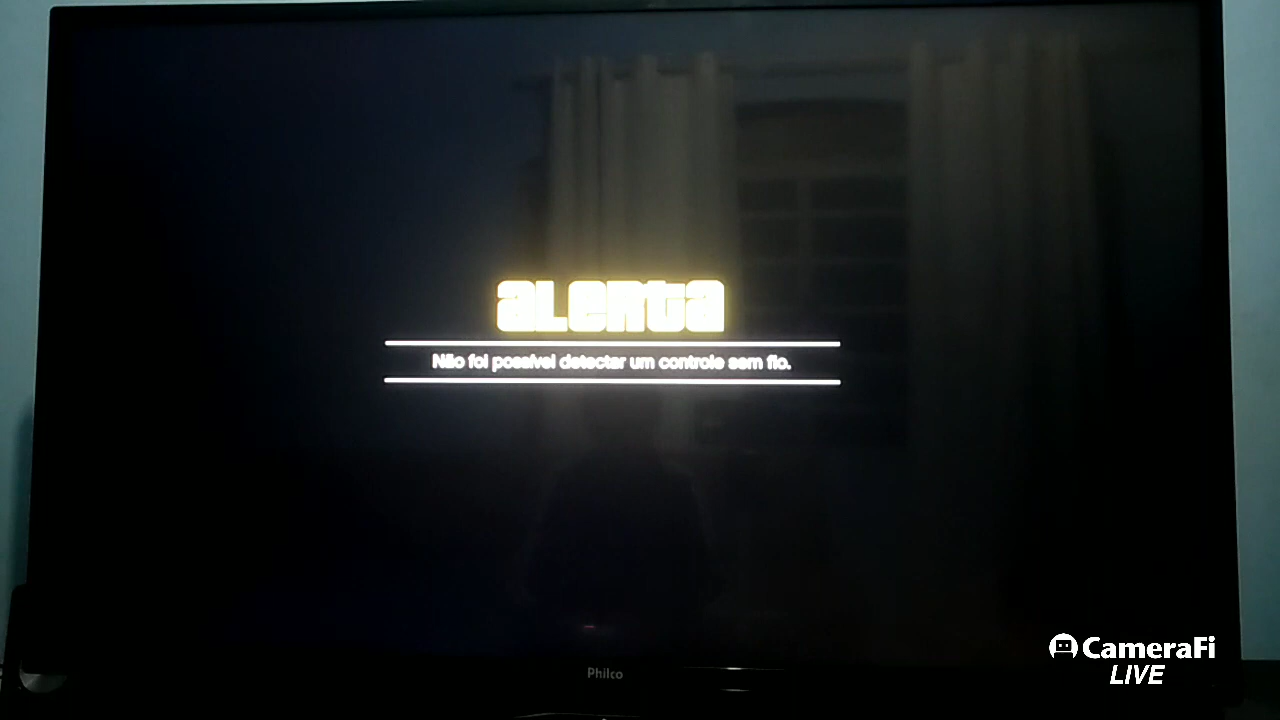 ALERTA
Não foi possível detectar um controle sem fio.
Philco
CameraFi
LIVE